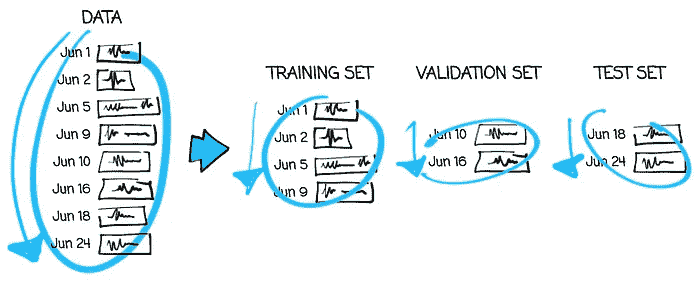 DATA
Jun 1
Jun 2
Jun 5
Jun 9
Jun 10
Jun 16
Jun 18
Jun 24
TRAINING SET
Jun 1
Jun 2
Jun 5
Jun 9
VALIDATION SET
Jun 10
Jun 16
TEST SET
Jun 18
Jun 24